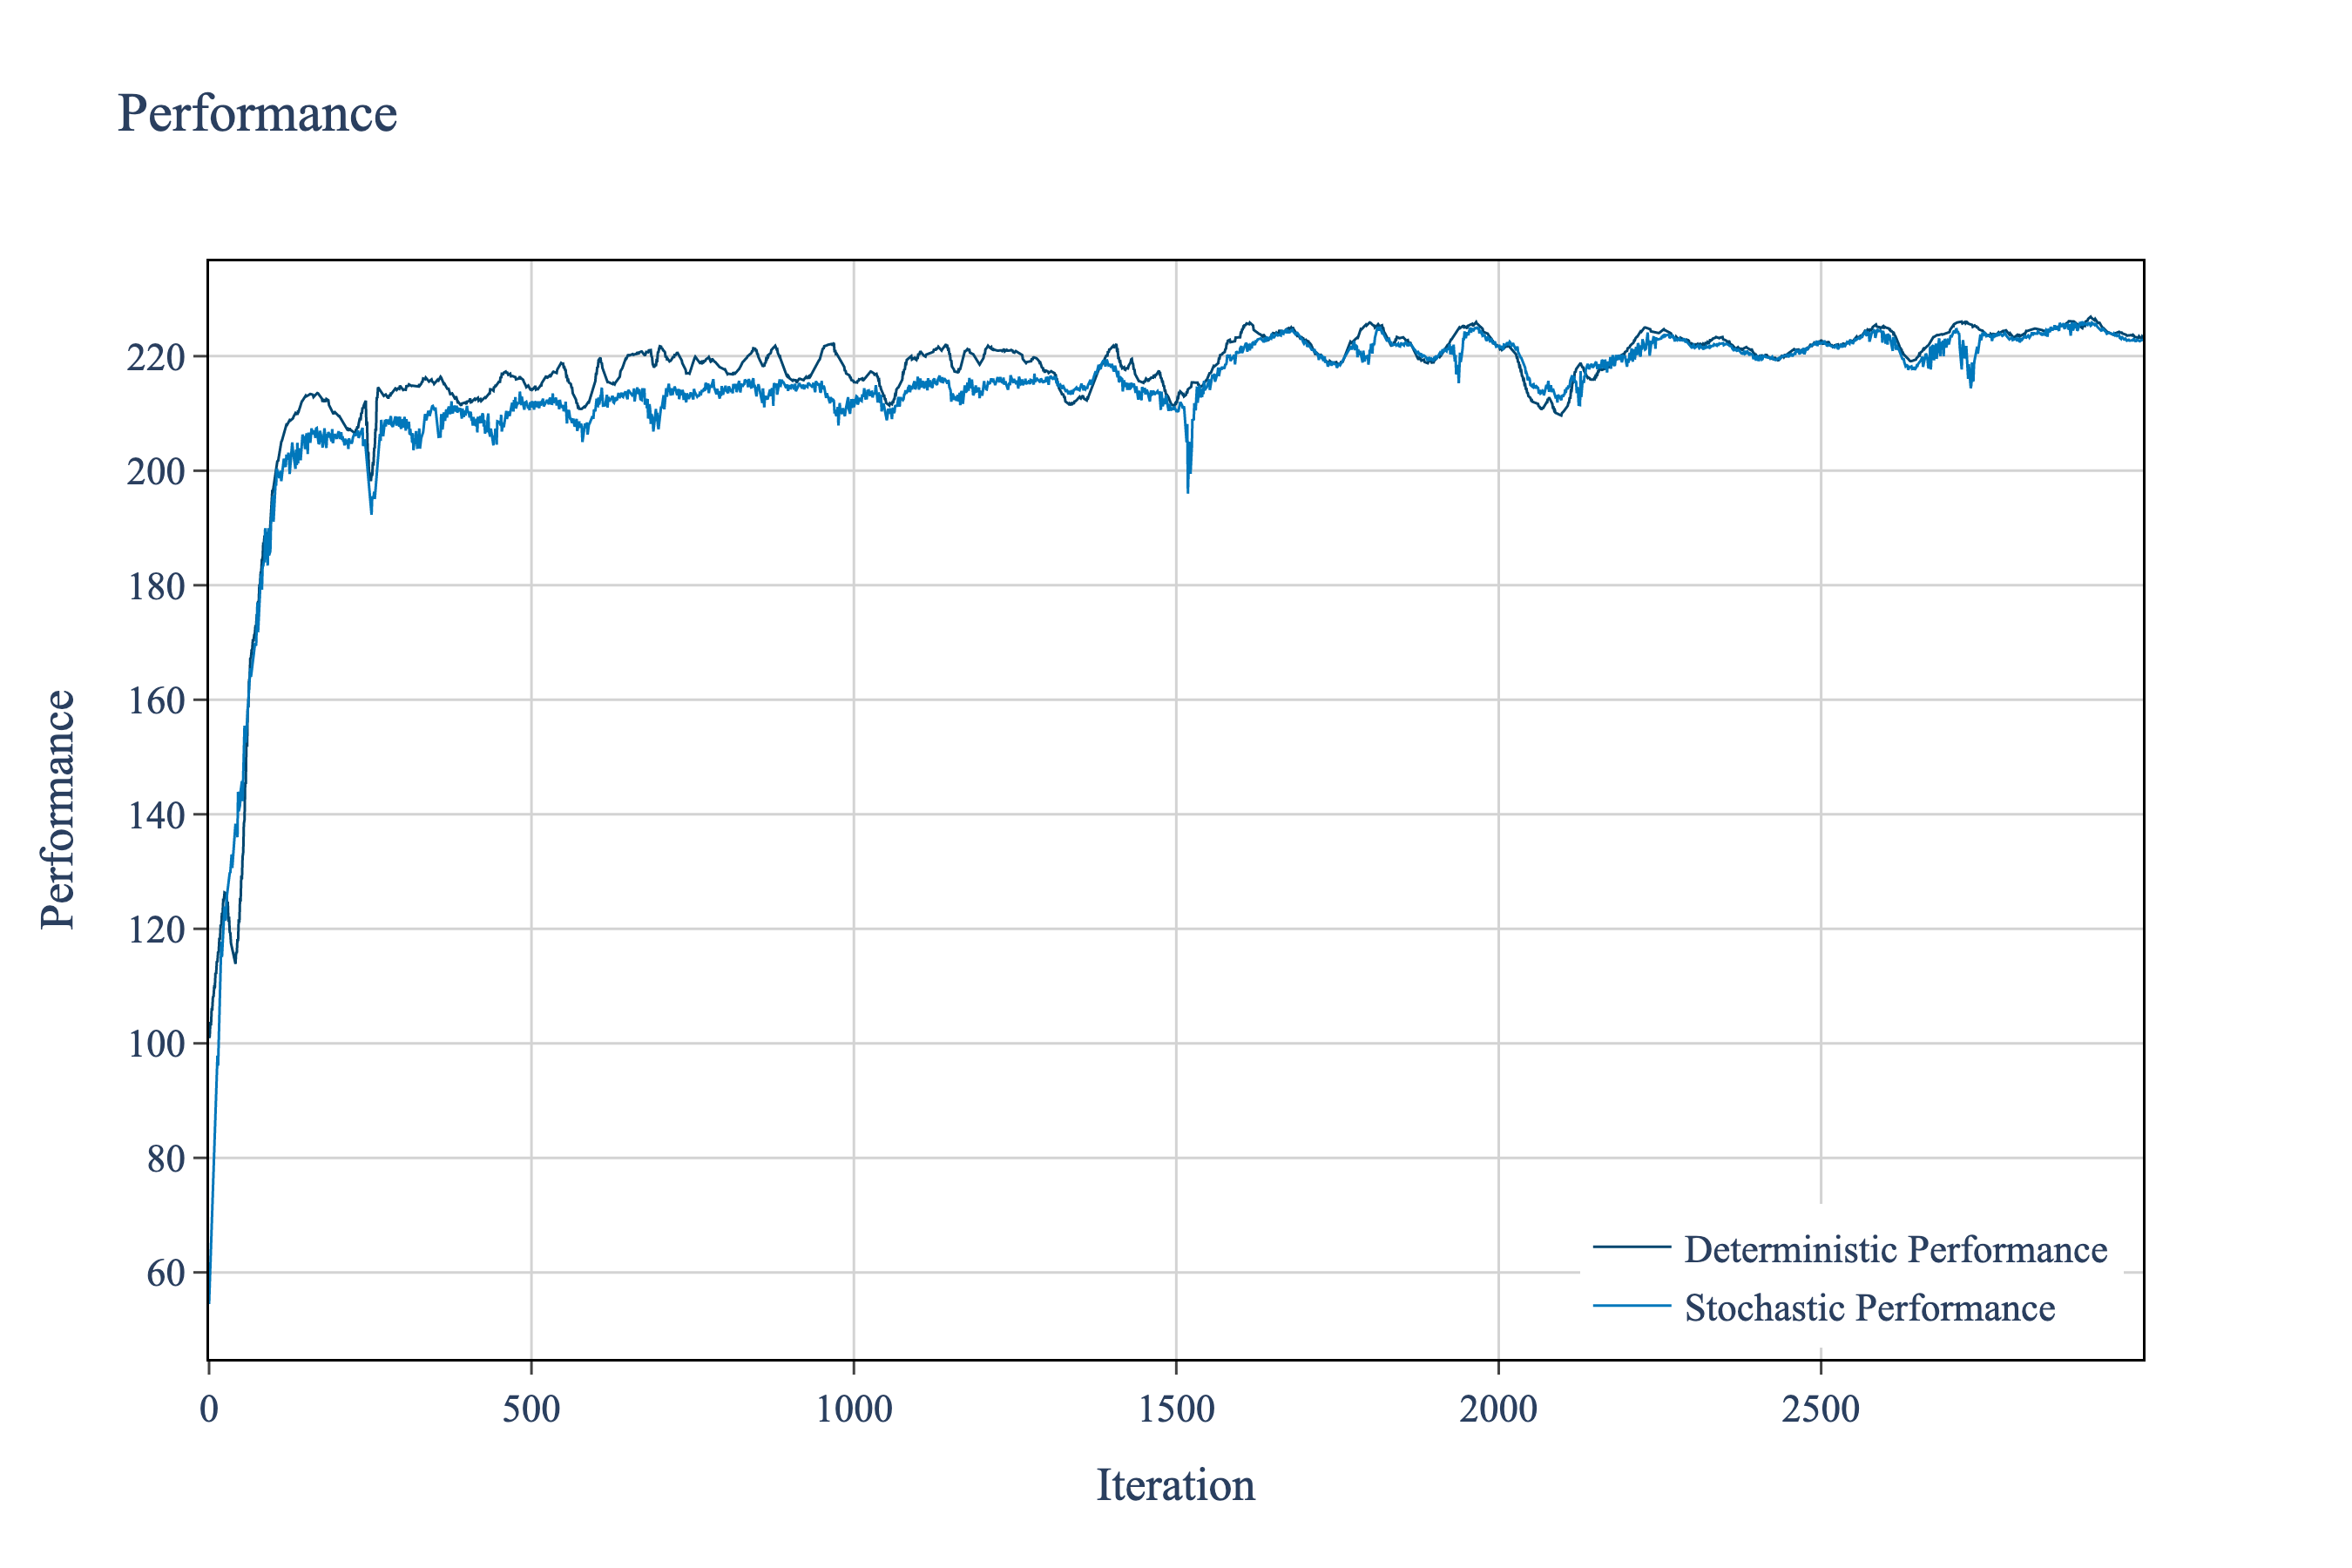 Performance
220
200
180
160
140
120
100
80
60
Performance
0 500 1000 1500 2000 2500
Iteration
Deterministic Performance
Stochastic Performance